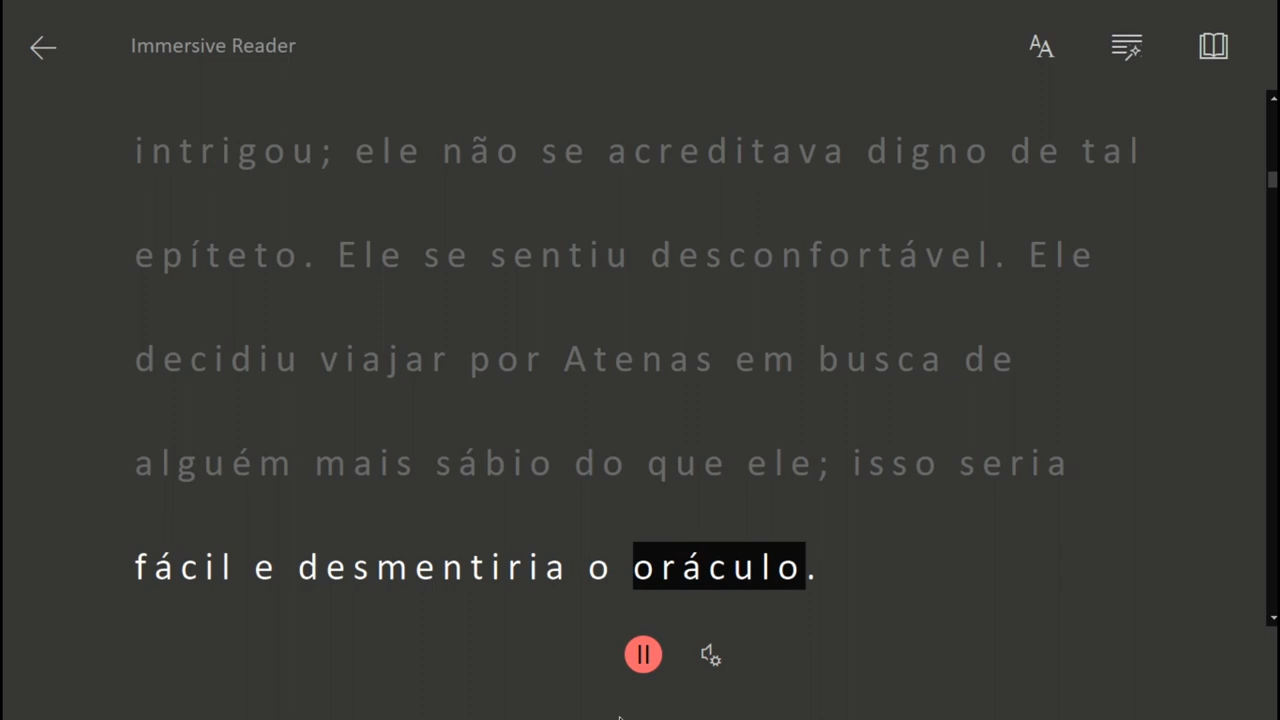 Immersive Reader
intrigou; ele não se acreditava digno de tal
epíteto. Ele se sentiu desconfortável. Ele
decidiu viajar por Atenas em busca de
alguém mais sábio do que ele; isso seria
fácil e desmentiria o oráculo.